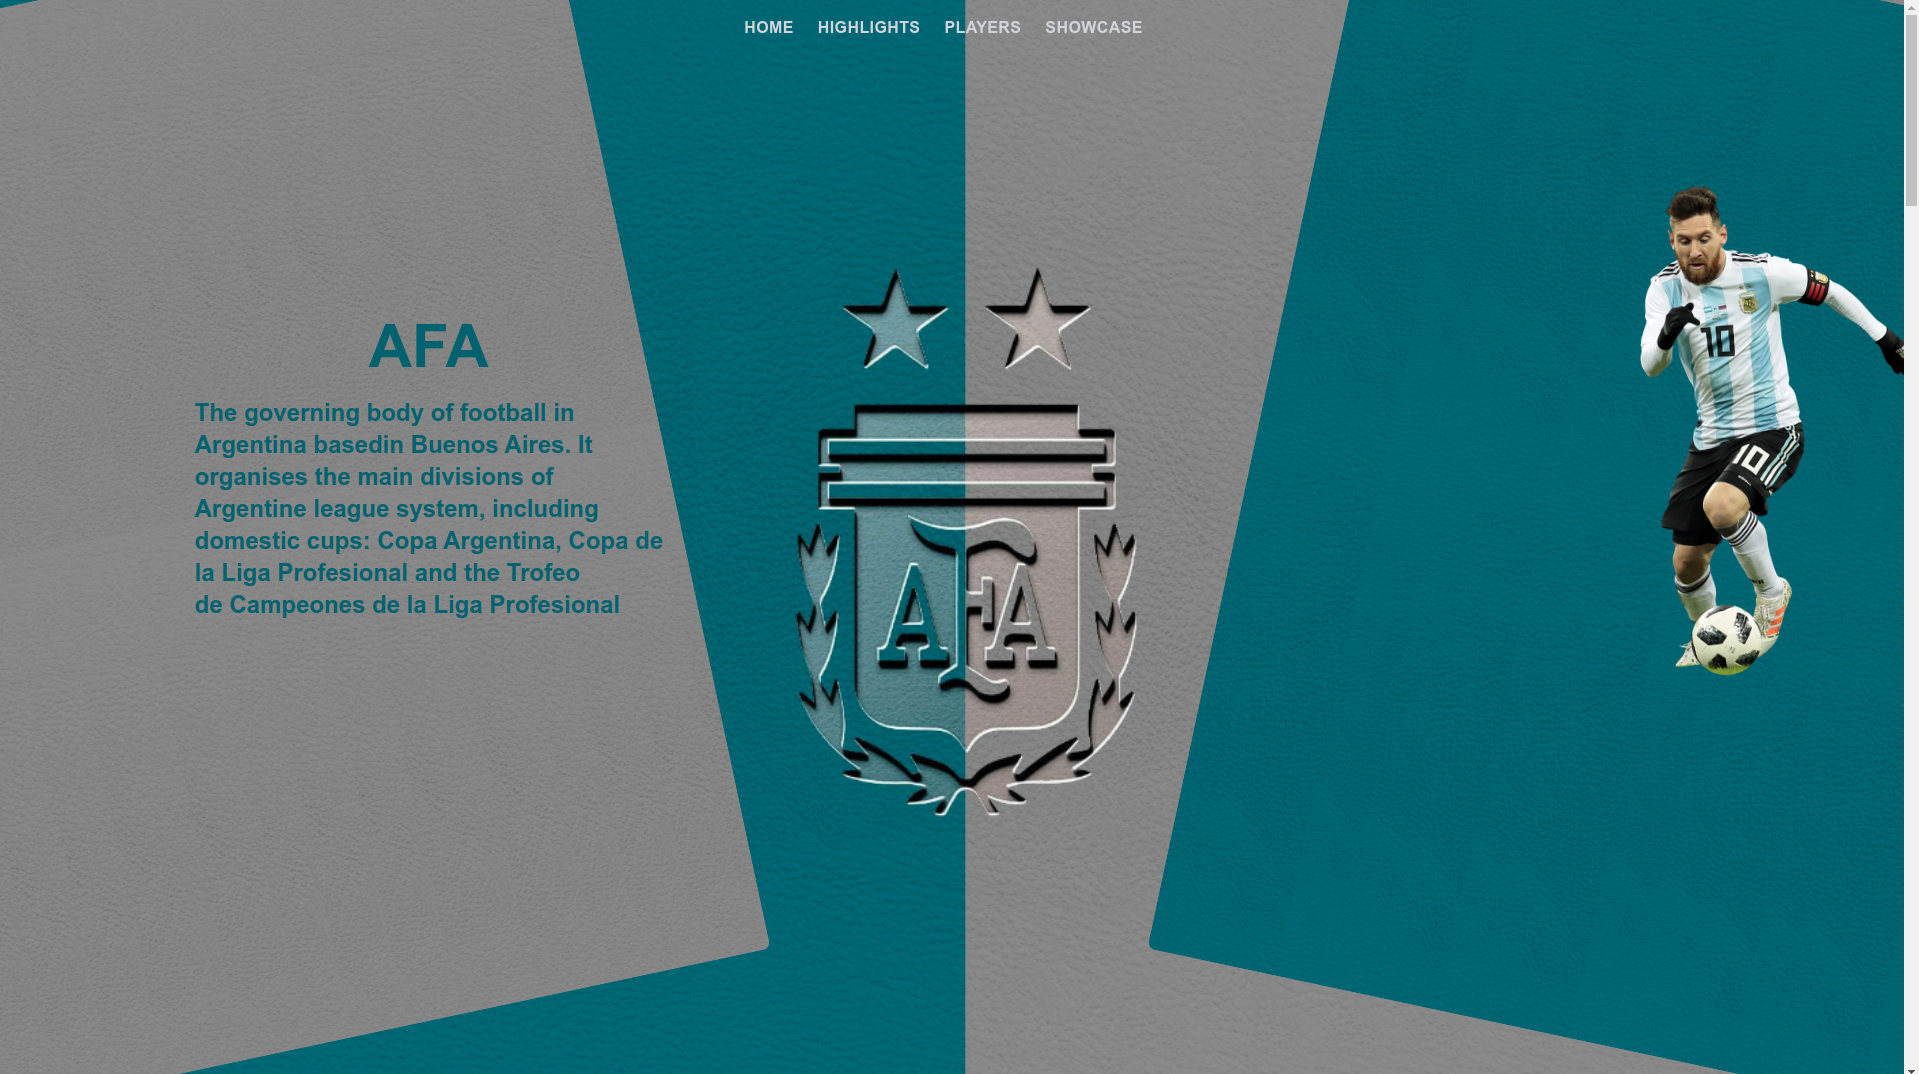 HOME HIGHLIGHTS PLAYERS SHOWCASE
AFA
The governing body of football in
Argentina basedin Buenos Aires. It
organises the main divisions of
Argentine league system, including
domestic cups: Copa Argentina, Copa de
la Liga Profesional and the Trofeo
de Campeones de la Liga Profesional
AFA
10
10